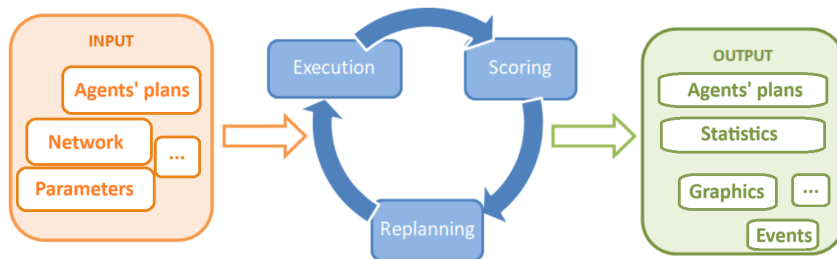 INPUT
Agents' plans
Network
...
Parameters
Execution
Scoring
Replanning
OUTPUT
Agents' plans
Statistics
Graphics
...
Events